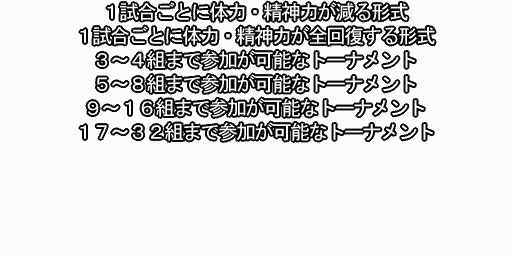 １試合ごとに体力・精神力が減る形式
１試合ごとに体力・精神力が全回復する形式
３～４組まで参加が可能なトーナメント
５～８組まで参加が可能なトーナメント
９～１６組まで参加が可能なトーナメント
１７～３２組まで参加が可能なトーナメント